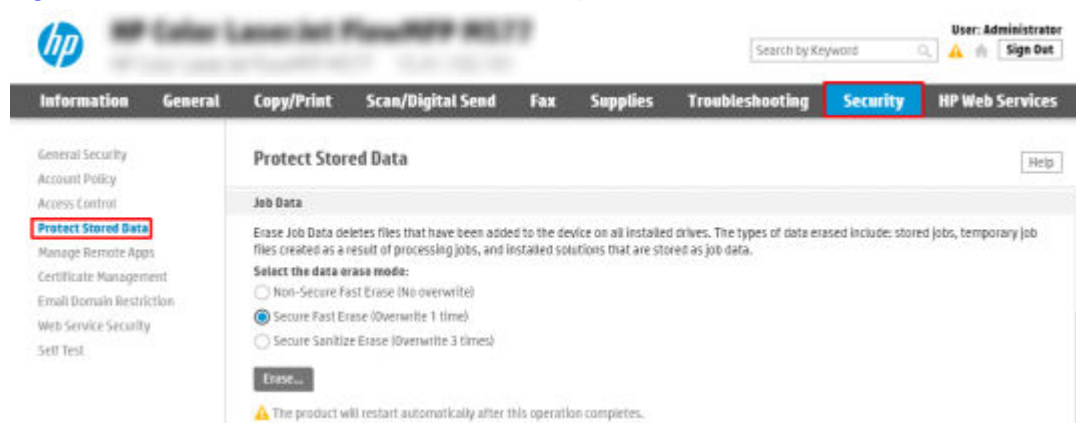 hp
User: Administrator
Search by Keyword
Sign Out
Information General Copy/Print Scan/Digital Send Fax Supplies Troubleshooting Security HP Web Services
General Security
Account Policy
Access Control
Protect Stored Data
Manage Remote Apps
Certificate Management
Email Domain Restriction
Web Service Security
Self Test
Protect Stored Data
Help
Job Data
Erase Job Data deletes files that have been added to the device on all installed drives. The types of data erased include: stored jobs, temporary job
files created as a result of processing jobs, and installed solutions that are stored as job data.
Select the data erase mode:
Non-Secure Fast Erase (No overwrite)
Secure Fast Erase (Overwrite 1 time)
Secure Sanitize Erase (Overwrite 3 times)
Erase...
The product will restart automatically after this operation completes.